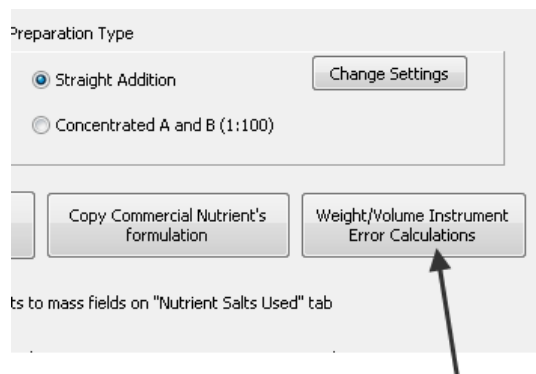 Preparation Type
Straight Addition
Change Settings
Concentrated A and B (1:100)
Copy Commercial Nutrient's
formulation
Weight/Volume Instrument
Error Calculations
ts to mass fields on "Nutrient Salts Used" tab